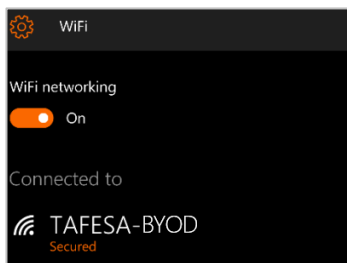 WiFi
WiFi networking
On
Connected to
TAFESA-BYOD
Secured